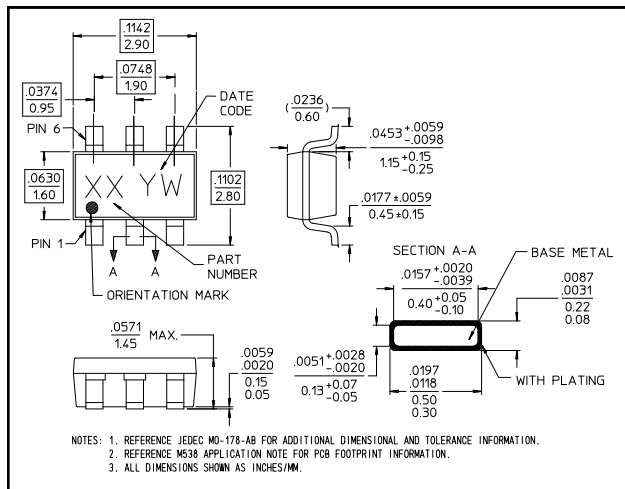 .1142
2.90
.0748
1.90
.0374
0.95
DATE
CODE
PIN 6
.0630
1.60
XX YW
.1102
2.80
PIN 1
A A
PART
NUMBER
ORIENTATION MARK
(.0236
0.60)
.0453 +.0059
-.0098
1.15 +0.15
-0.25
.0177 ±.0059
0.45 ±0.15
SECTION A-A
BASE METAL
.0157 +.0020
-.0039
0.40 +0.05
-0.10
.0087
.0031
0.22
0.08
.0571
1.45 MAX.
.0059
.0020
0.15
0.05
.0051 +.0028
-.0020
0.13 +0.07
-0.05
.0197
.0118
0.50
0.30
WITH PLATING
NOTES: 1. REFERENCE JEDEC MO-178-AB FOR ADDITIONAL DIMENSIONAL AND TOLERANCE INFORMATION.
2. REFERENCE M538 APPLICATION NOTE FOR PCB FOOTPRINT INFORMATION.
3. ALL DIMENSIONS SHOWN AS INCHES/MM.